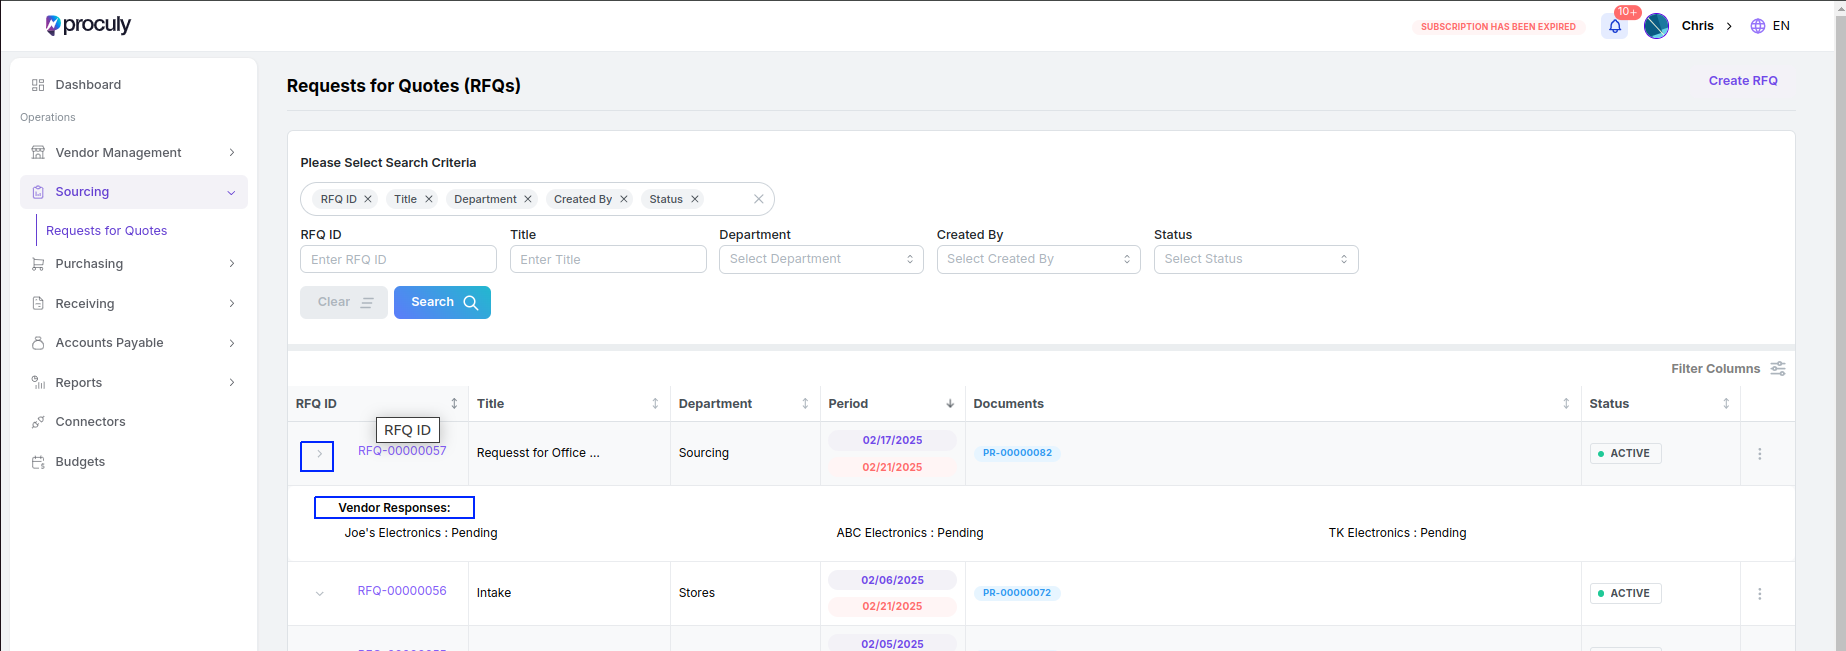 proculy
SUBSCRIPTION HAS BEEN EXPIRED
10+
Chris
EN
Dashboard
Operations
Vendor Management
Sourcing
Requests for Quotes
Purchasing
Receiving
Accounts Payable
Reports
Connectors
Budgets
Requests for Quotes (RFQs)
Create RFQ
Please Select Search Criteria
RFQ ID Title Department Created By Status
RFQ ID Title Department Created By Status
Enter RFQ ID Enter Title Select Department Select Created By Select Status
Clear Search
Filter Columns
RFQ ID Title Department Period Documents Status
RFQ ID
RFQ-00000057 Requesst for Office ... Sourcing 02/17/2025 PR-00000082 ACTIVE
02/21/2025
Vendor Responses:
Joe's Electronics : Pending ABC Electronics : Pending TK Electronics : Pending
RFQ-00000056 Intake Stores 02/06/2025 PR-00000072 ACTIVE
02/21/2025
02/05/2025